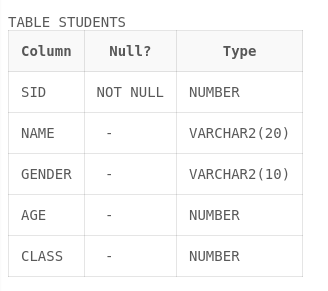 TABLE STUDENTS
Column Null? Type
SID NOT NULL NUMBER
NAME - VARCHAR2(20)
GENDER - VARCHAR2(10)
AGE - NUMBER
CLASS - NUMBER